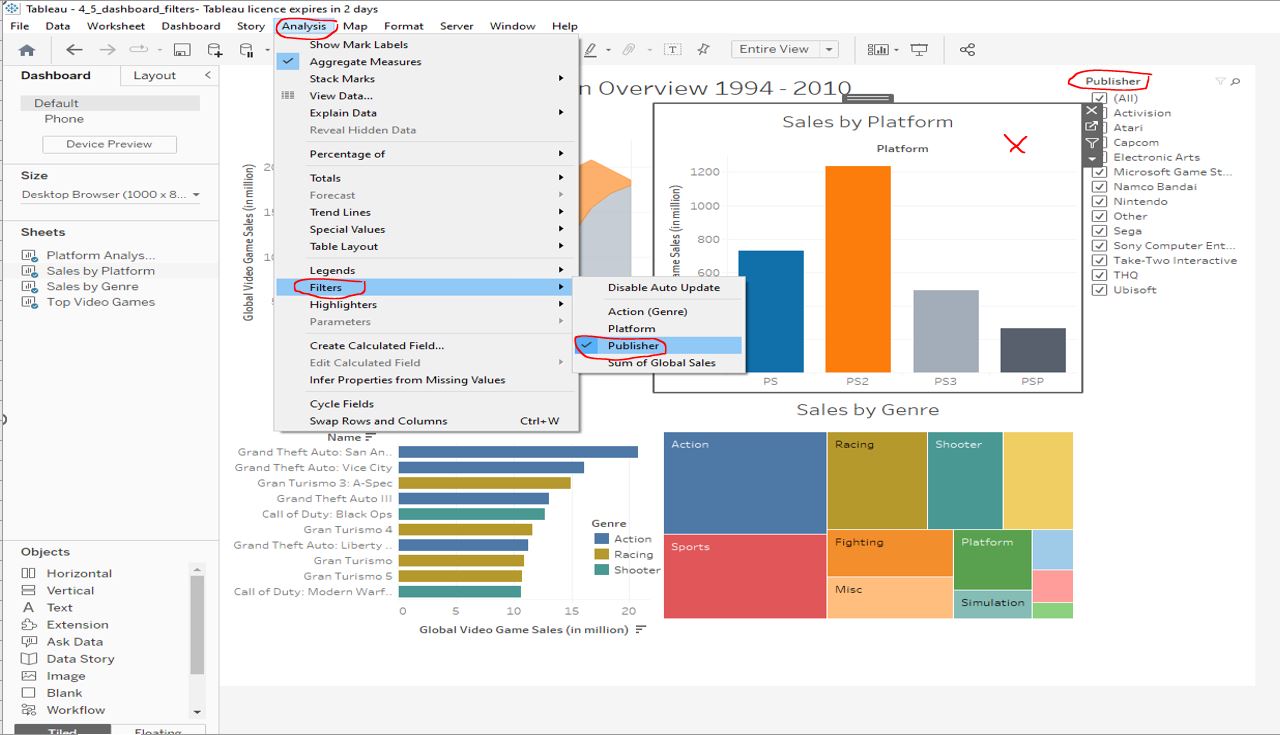 Tableau - 4_5_dashboard_filters- Tableau licence expires in 2 days
File Data Worksheet Dashboard Story Analysis Map Format Server Window Help
Entire View
Dashboard Layout <
Default
Phone
Device Preview
Size
Desktop Browser (1000 x 8...
Sheets
Platform Analys...
Sales by Platform
Sales by Genre
Top Video Games
Objects
Horizontal
Vertical
Text
Extension
Ask Data
Data Story
Image
Blank
Workflow
Tiled Floating
Show Mark Labels
Aggregate Measures
Stack Marks
View Data...
Explain Data
Reveal Hidden Data
Percentage of
Totals
Forecast
Trend Lines
Special Values
Table Layout
Legends
Filters
Highlighters
Parameters
Create Calculated Field...
Edit Calculated Field
Infer Properties from Missing Values
Cycle Fields
Swap Rows and Columns Ctrl+W
Disable Auto Update
Action (Genre)
Platform
Publisher
Sum of Global Sales
n Overview 1994 - 2010
Global Video Game Sales (in million)
Sales by Platform
Platform
1200
1000
800
600
ame Sales (in million)
PS PS2 PS3 PSP
Publisher
(All)
Activision
Atari
Capcom
Electronic Arts
Microsoft Game St...
Namco Bandai
Nintendo
Other
Sega
Sony Computer Ent...
Take-Two Interactive
THQ
Ubisoft
Name
Grand Theft Auto: San An..
Grand Theft Auto: Vice City
Gran Turismo 3: A-Spec
Grand Theft Auto III
Call of Duty: Black Ops
Gran Turismo 4
Grand Theft Auto: Liberty ..
Gran Turismo
Gran Turismo 5
Call of Duty: Modern Warf..
0 5 10 15 20
Global Video Game Sales (in million)
Genre
Action
Racing
Shooter
Sales by Genre
Action
Racing
Shooter
Sports
Fighting
Platform
Misc
Simulation